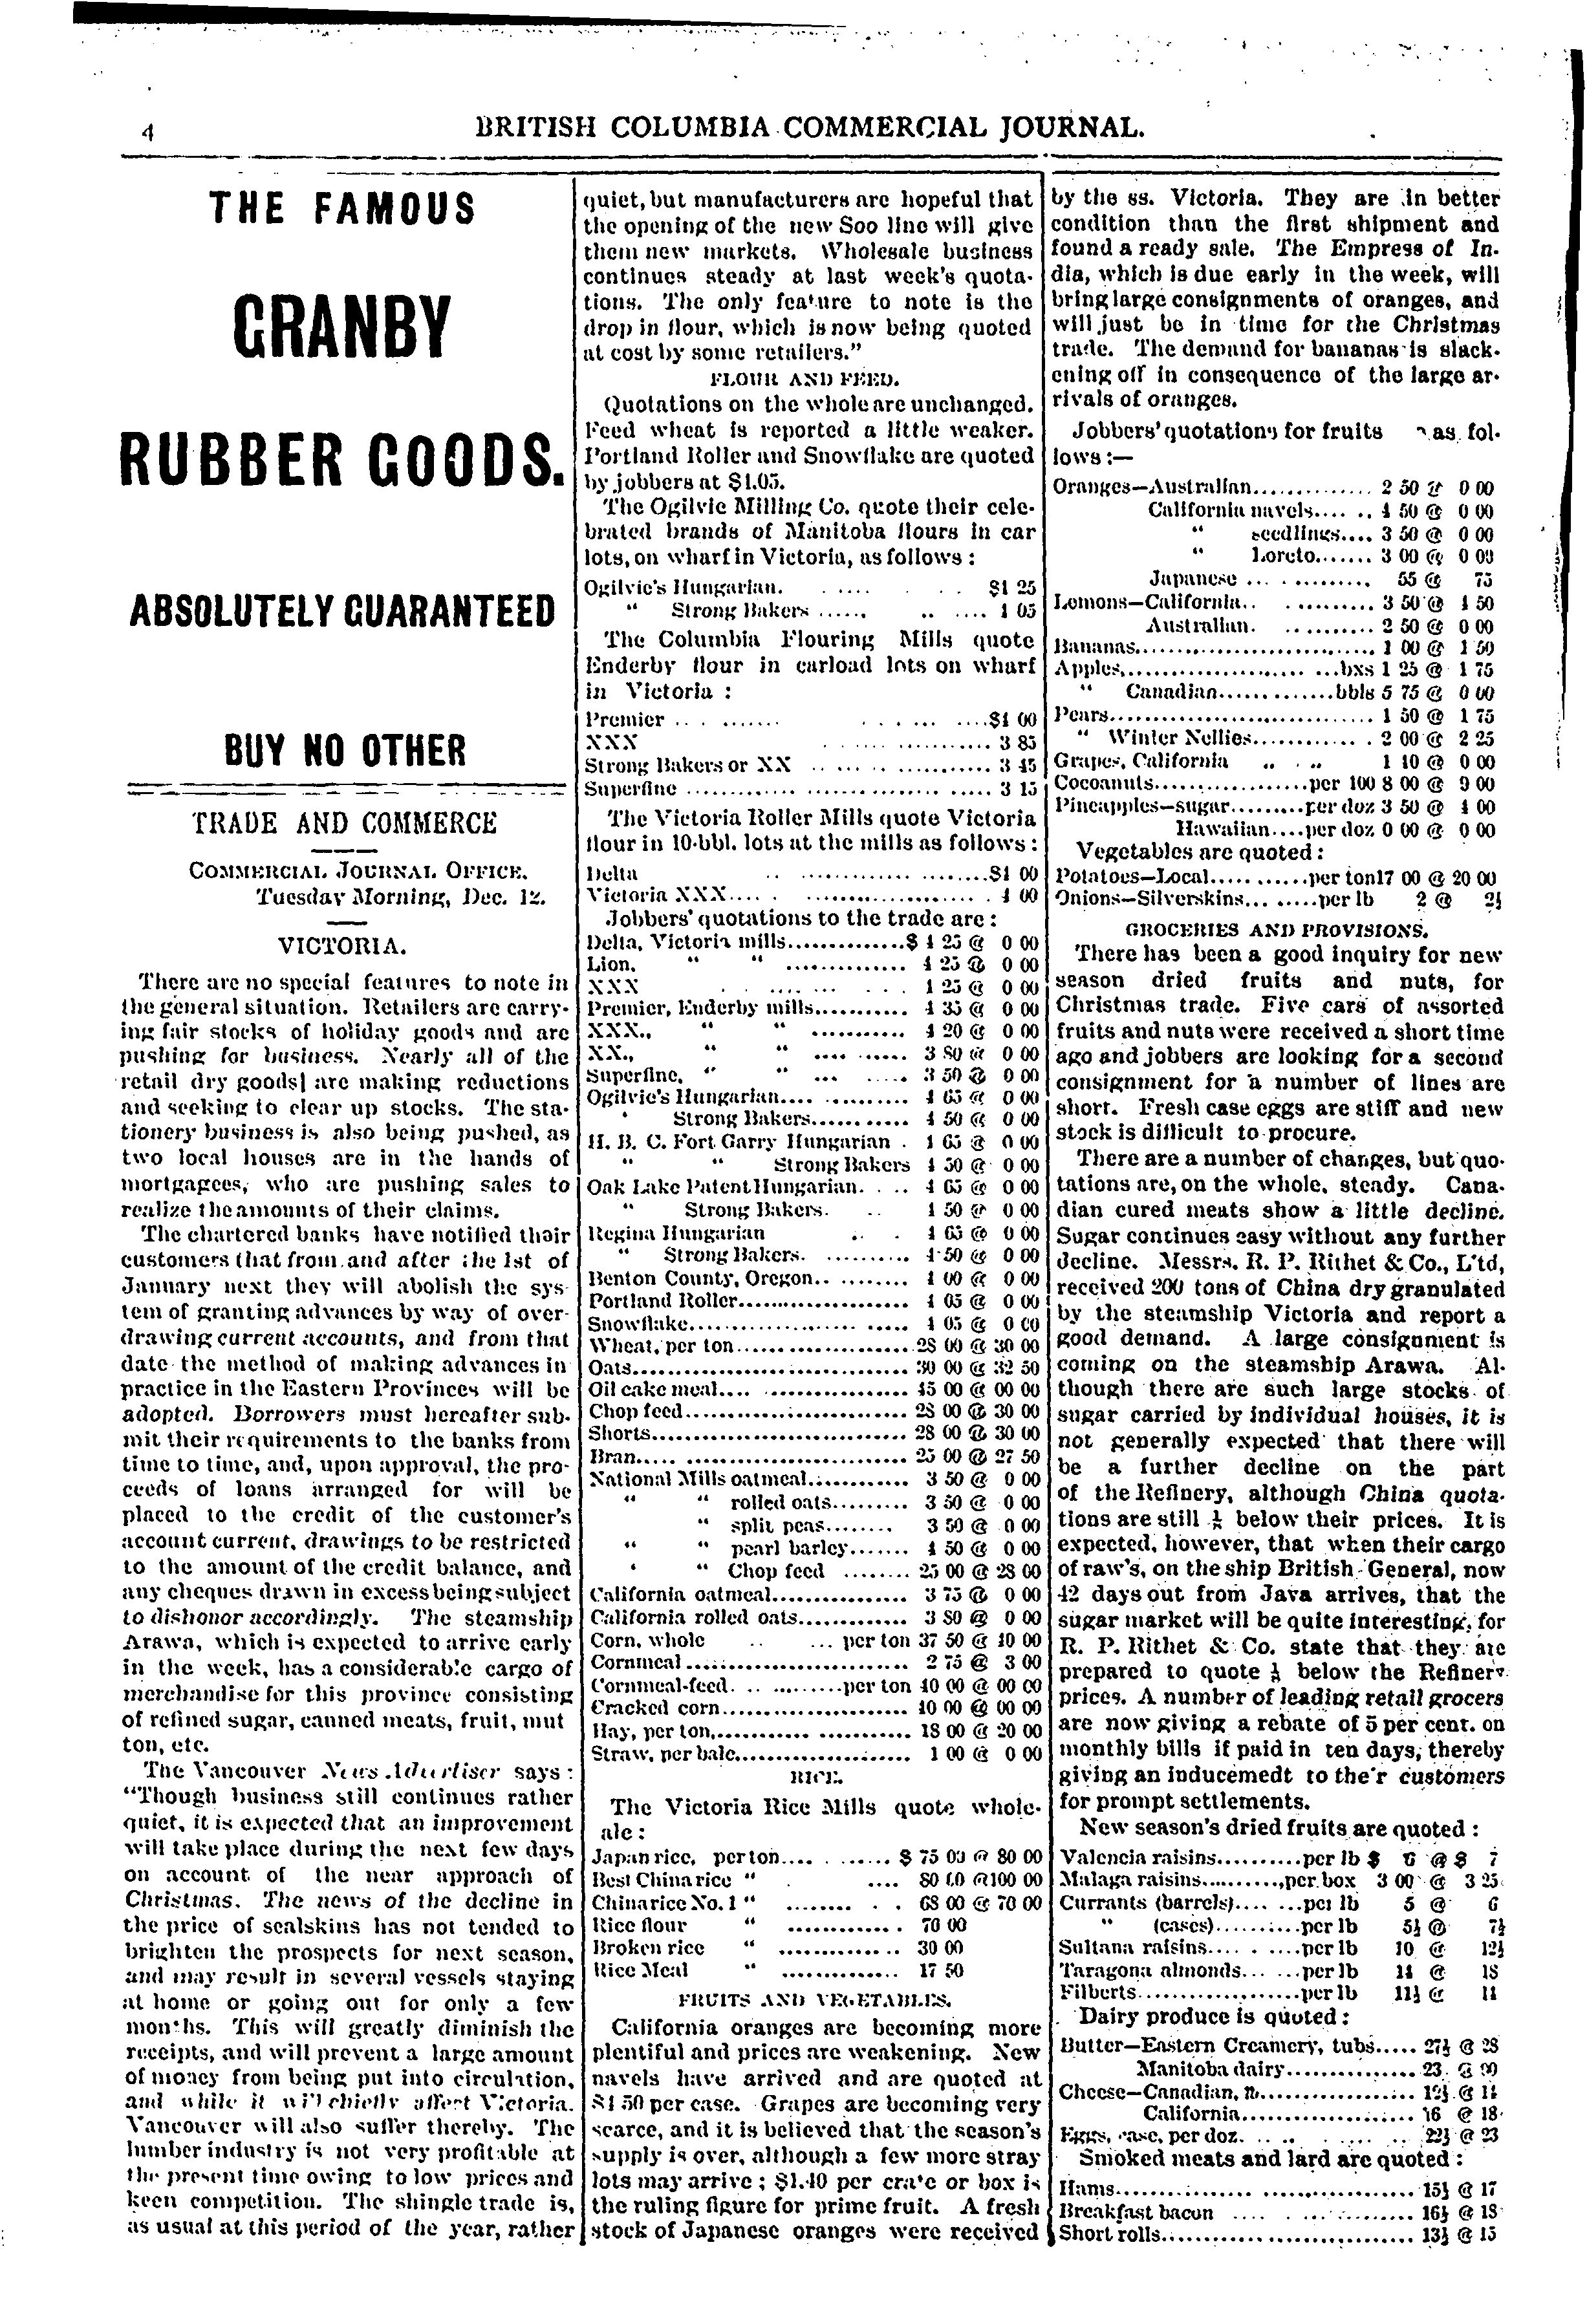 4
BRITISH COLUMBIA COMMERCIAL JOURNAL.
THE FAMOUS
GRANBY
RUBBER GOODS.
ABSOLUTELY GUARANTEED
BUY NO OTHER
TRADE AND COMMERCE
COMMERCIAL JOURNAL OFFICE.
Tuesday Morning, Dec. 12.
VICTORIA.
There are no special features to note in
the general situation. Retailers are carry-
ing fair stocks of holiday goods and are
pushing for business. Nearly all of the
retail dry goods are making reductions
and seeking to clear up stocks. The sta-
tionery business is also being pushed, as
two local houses are in the hands of
mortgagees, who are pushing sales to
realize the amounts of their claims.
The chartered banks have notified their
customers that from and after the 1st of
January next they will abolish the sys-
tem of granting advances by way of over-
drawing current accounts, and from that
date the method of making advances in
practice in the Eastern Provinces will be
adopted. Borrowers must hereafter sub-
mit their requirements to the banks from
time to time, and, upon approval, the pro-
ceeds of loans arranged for will be
placed to the credit of the customer's
account current, drawings to be restricted
to the amount of the credit balance, and
any cheques drawn in excess being subject
to dishonor accordingly. The steamship
Arawa, which is expected to arrive early
in the week, has a considerable cargo of
merchandise for this province consisting
of refined sugar, canned meats, fruit, mut
ton, etc.
The Vancouver News Advertiser says:
"Though business still continues rather
quiet, it is expected that an improvement
will take place during the next few days
on account of the near approach of
Christmas. The news of the decline in
the price of sealskins has not tended to
brighten the prospects for next season,
and may result in several vessels staying
at home or going out for only a few
months. This will greatly diminish the
receipts, and will prevent a large amount
of money from being put into circulation,
and while it will chiefly affect Victoria.
Vancouver will also suffer thereby. The
lumber industry is not very profitable at
the present time owing to low prices and
keen competition. The shingle trade is,
as usual at this period of the year, rather
quiet, but manufacturers are hopeful that
the opening of the new Soo line will give
them new markets. Wholesale business
continues steady at last week's quota-
tions. The only feature to note is the
drop in flour, which is now being quoted
at cost by some retailers."
FLOUR AND FEED.
Quotations on the whole are unchanged.
Feed wheat is reported a little weaker.
Portland Roller and Snowflake are quoted
by jobbers at $4.05.
The Ogilvie Milling Co. quote their cele-
brated brands of Manitoba flours in car
lots, on wharf in Victoria, as follows:
Ogilvie's Hungarian. $4 25
" Strong Bakers 4 05
The Columbia Flouring Mills quote
Enderby flour in carload lots on wharf
in Victoria:
Premier $4 00
XXX 3 85
Strong Bakers or XX 3 45
Superfine 3 15
The Victoria Roller Mills quote Victoria
flour in 10-bbl. lots at the mills as follows:
Delta $4 00
Victoria XXX 4 00
Jobbers' quotations to the trade are:
Delta, Victoria mills $ 4 25 @ 0 00
Lion, " " 4 25 @ 0 00
XXX 4 25 @ 0 00
Premier, Enderby mills 4 35 @ 0 00
XXX., " " 4 20 @ 0 00
XX., " " 3 80 @ 0 00
Superfine, " " 3 50 @ 0 00
Ogilvie's Hungarian 4 65 @ 0 00
" Strong Bakers 4 50 @ 0 00
H. B. C. Fort Garry Hungarian 4 65 @ 0 00
" " Strong Bakers 4 50 @ 0 00
Oak Lake Patent Hungarian 4 65 @ 0 00
" Strong Bakers. 4 50 @ 0 00
Regina Hungarian 4 65 @ 0 00
" Strong Bakers. 4 50 @ 0 00
Benton County, Oregon 4 00 @ 0 00
Portland Roller 4 05 @ 0 00
Snowflake 4 05 @ 0 00
Wheat, per ton 28 00 @ 30 00
Oats 30 00 @ 32 50
Oil cake meal 45 00 @ 00 00
Chop feed 28 00 @ 30 00
Shorts 28 00 @ 30 00
Bran 25 00 @ 27 50
National Mills oatmeal 3 50 @ 0 00
" " rolled oats 3 50 @ 0 00
" split peas 3 50 @ 0 00
" " pearl barley 4 50 @ 0 00
" " Chop feed 25 00 @ 28 00
California oatmeal 3 75 @ 0 00
California rolled oats 3 80 @ 0 00
Corn, whole per ton 37 50 @ 40 00
Cornmeal 2 75 @ 3 00
Cornmeal-feed per ton 40 00 @ 00 00
Cracked corn 40 00 @ 00 00
Hay, per ton, 18 00 @ 20 00
Straw, per bale 1 00 @ 0 00
RICE.
The Victoria Rice Mills quote whole-
ale:
Japan rice, per ton $ 75 00 @ 80 00
Best China rice " 80 00 @100 00
China rice No. 1 " 68 00 @ 70 00
Rice flour " 70 00
Broken rice " 30 00
Rice Meal " 17 50
FRUITS AND VEGETABLES.
California oranges are becoming more
plentiful and prices are weakening. New
navels have arrived and are quoted at
$4 50 per case. Grapes are becoming very
scarce, and it is believed that the season's
supply is over, although a few more stray
lots may arrive; $1.40 per crate or box is
the ruling figure for prime fruit. A fresh
stock of Japanese oranges were received
by the ss. Victoria. They are in better
condition than the first shipment and
found a ready sale. The Empress of In-
dia, which is due early in the week, will
bring large consignments of oranges, and
will just be in time for the Christmas
trade. The demand for bananas is slack-
ening off in consequence of the large ar-
rivals of oranges.
Jobbers' quotations for fruits as fol-
lows:—
Oranges—Australian 2 50 @ 0 00
California navels 4 50 @ 0 00
" seedlings 3 50 @ 0 00
" Loreto 3 00 @ 0 00
Japanese 55 @ 75
Lemons—California 3 50 @ 4 50
Australian. 2 50 @ 0 00
Bananas 1 00 @ 1 50
Apples, bxs 1 25 @ 1 75
" Canadian bbls 5 75 @ 0 00
Pears 1 50 @ 1 75
" Winter Nellies 2 00 @ 2 25
Grapes, California 1 40 @ 0 00
Cocoanuts per 100 8 00 @ 9 00
Pineapples—sugar per doz 3 50 @ 4 00
Hawaiian per doz 0 00 @ 0 00
Vegetables are quoted:
Potatoes—Local per ton 17 00 @ 20 00
Onions—Silverskins per lb 2 @ 2½
GROCERIES AND PROVISIONS.
There has been a good inquiry for new
season dried fruits and nuts, for
Christmas trade. Five cars of assorted
fruits and nuts were received a short time
ago and jobbers are looking for a second
consignment for a number of lines are
short. Fresh case eggs are stiff and new
stock is difficult to procure.
There are a number of changes, but quo-
tations are, on the whole, steady. Cana-
dian cured meats show a little decline.
Sugar continues easy without any further
decline. Messrs. R. P. Rithet & Co., L'td,
received 200 tons of China dry granulated
by the steamship Victoria and report a
good demand. A large consignment is
coming on the steamship Arawa. Al-
though there are such large stocks of
sugar carried by individual houses, it is
not generally expected that there will
be a further decline on the part
of the Refinery, although China quota-
tions are still below their prices. It is
expected, however, that when their cargo
of raw's, on the ship British General, now
42 days out from Java arrives, that the
sugar market will be quite interesting, for
R. P. Rithet & Co. state that they are
prepared to quote below the Refinery
prices. A number of leading retail grocers
are now giving a rebate of 5 per cent. on
monthly bills if paid in ten days, thereby
giving an inducemedt to the'r customers
for prompt settlements.
New season's dried fruits are quoted:
Valencia raisins per lb $ 6 @ $ 7
Malaga raisins per box 3 00 @ 3 25
Currants (barrels) per lb 5 @ 6
" (cases) per lb 5½ @ 7½
Sultana raisins per lb 10 @ 12½
Taragona almonds per lb 14 @ 18
Filberts per lb 11½ @ 14
Dairy produce is quoted:
Butter—Eastern Creamery, tubs 27½ @ 28
Manitoba dairy 23 @ 00
Cheese—Canadian, 12½ @ 14
California 16 @ 18
Eggs, case, per doz. 22½ @ 23
Smoked meats and lard are quoted:
Hams 15½ @ 17
Breakfast bacon 16½ @ 18
Short rolls 13½ @ 15